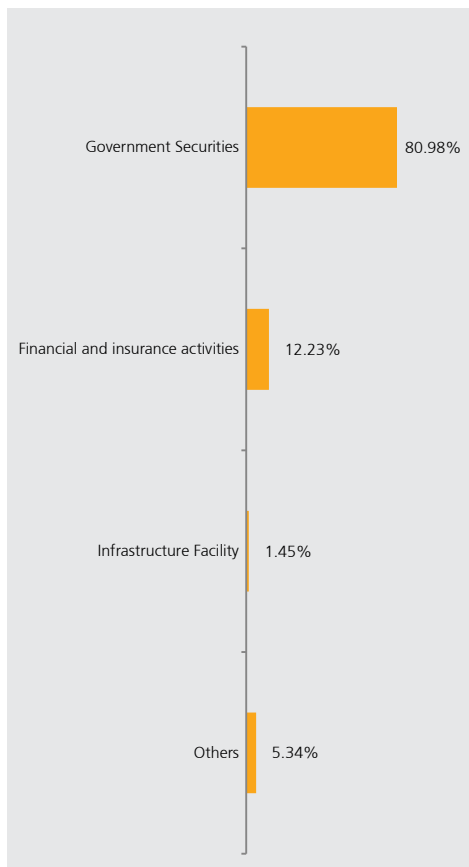 Government Securities 80.98%
Financial and insurance activities 12.23%
Infrastructure Facility 1.45%
Others 5.34%